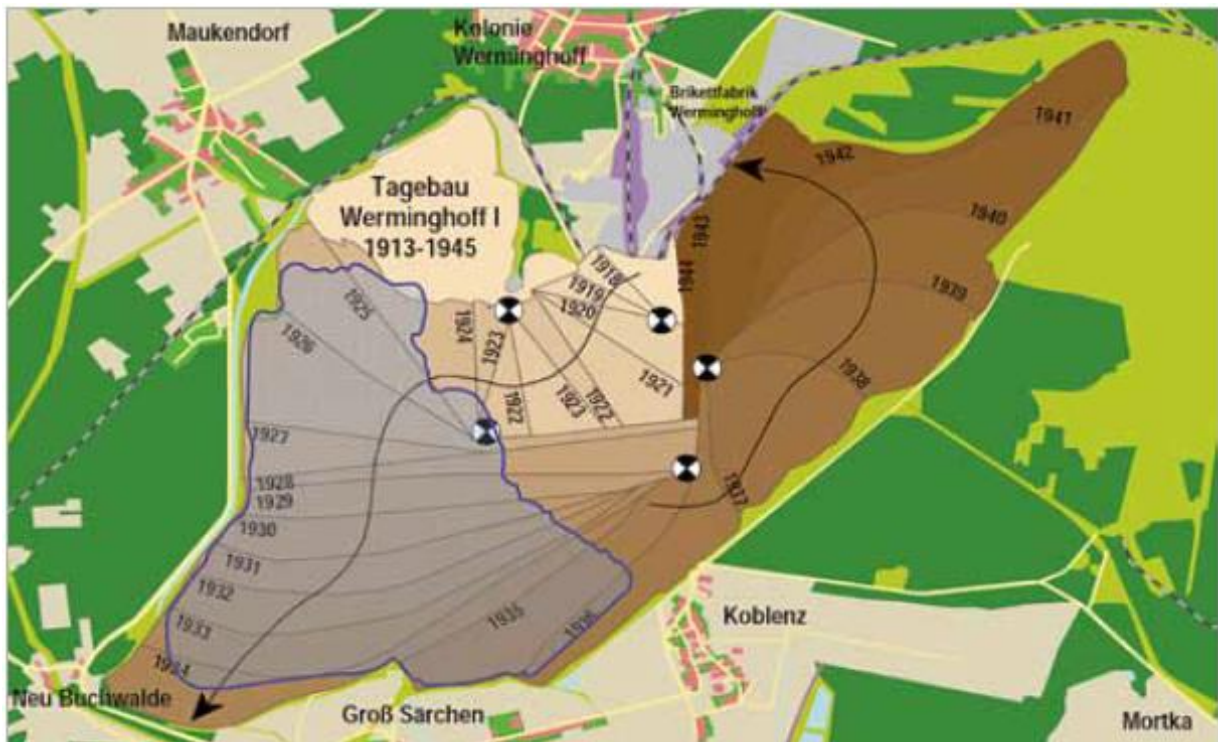 Maukendorf
Kolonie
Werminghoff
Brikettfabrik
Werminghoff
Tagebau
Werminghoff I
1913-1945
1941
1942
1940
1943
1944
1939
1938
1937
1918
1919
1920
1921
1922
1923
1922
1923
1924
1925
1926
1927
1928
1929
1930
1931
1932
1933
1934
1935
1936
Koblenz
Neu Buchwalde
Groß Särchen
Mortka